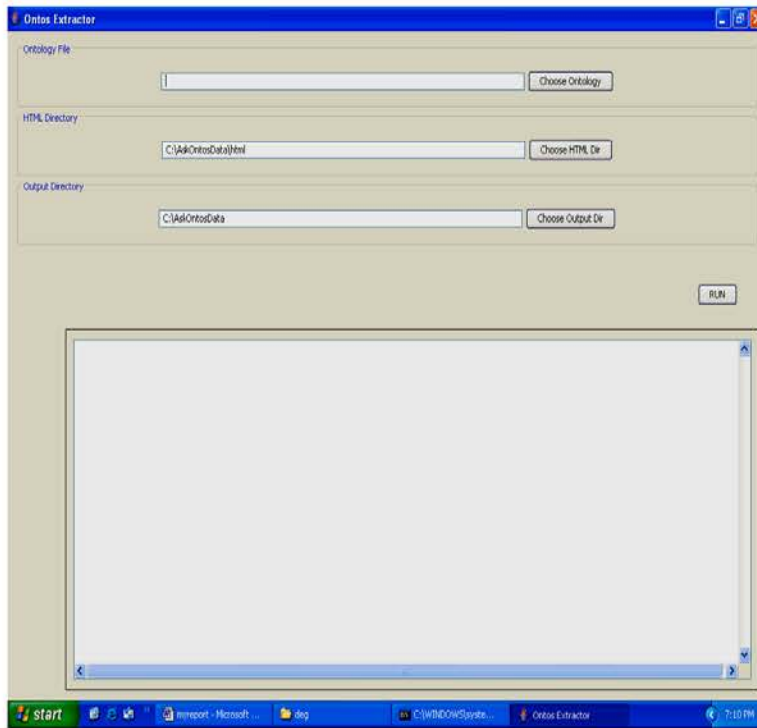 Ontos Extractor
Ontology File
Choose Ontology
HTML Directory
C:\AskOntosData\html
Choose HTML Dir
Output Directory
C:\AskOntosData
Choose Output Dir
RUN
start
myreport - Microsoft ...
deg
C:\WINDOWS\syste...
Ontos Extractor
7:10 PM